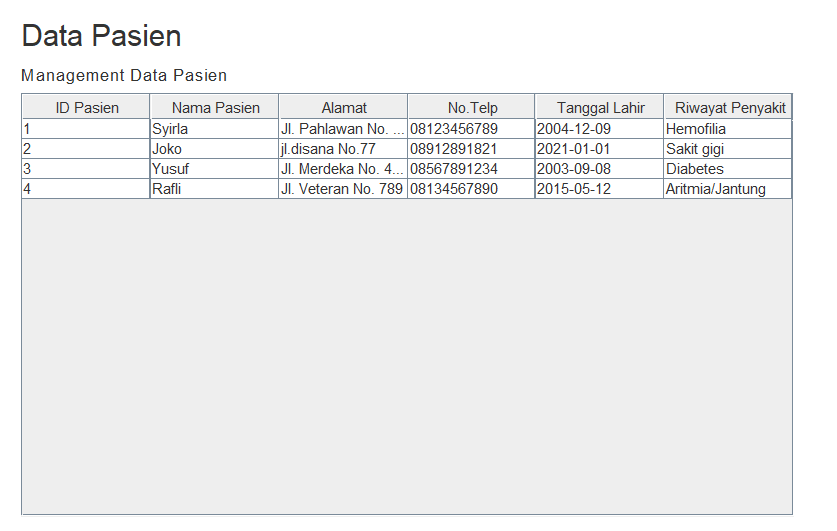 Data Pasien
Management Data Pasien
ID Pasien Nama Pasien Alamat No.Telp Tanggal Lahir Riwayat Penyakit
1 Syirla Jl. Pahlawan No. ... 08123456789 2004-12-09 Hemofilia
2 Joko jl.disana No.77 08912891821 2021-01-01 Sakit gigi
3 Yusuf Jl. Merdeka No. 4... 08567891234 2003-09-08 Diabetes
4 Rafli Jl. Veteran No. 789 08134567890 2015-05-12 Aritmia/Jantung